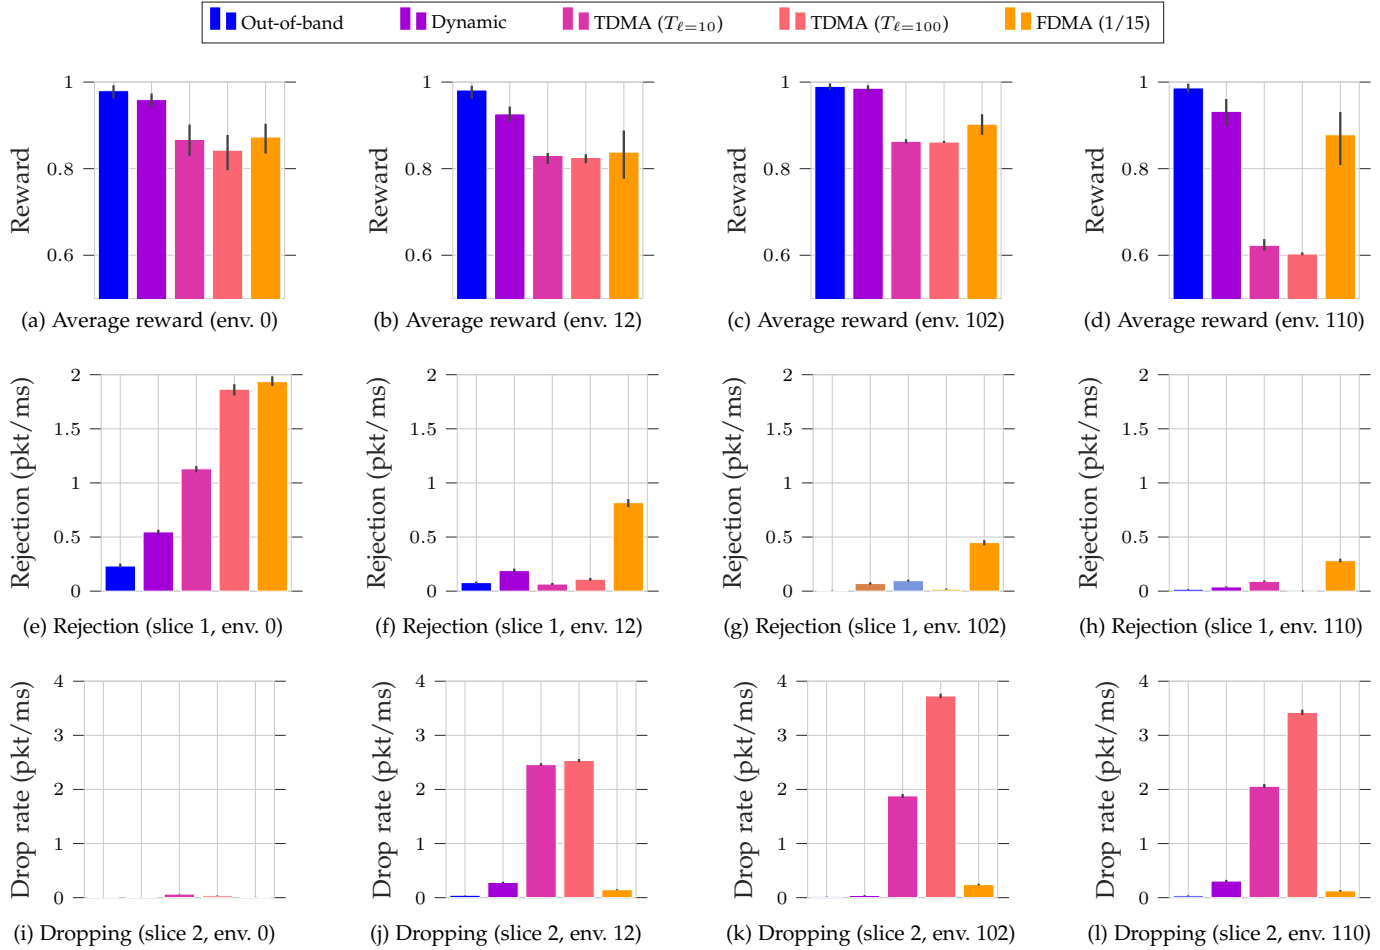 Out-of-band Dynamic TDMA (Tℓ=10) TDMA (Tℓ=100) FDMA (1/15)
Reward
1
0.8
0.6
(a) Average reward (env. 0)
Reward
1
0.8
0.6
(b) Average reward (env. 12)
Reward
1
0.8
0.6
(c) Average reward (env. 102)
Reward
1
0.8
0.6
(d) Average reward (env. 110)
Rejection (pkt/ms)
2
1.5
1
0.5
0
(e) Rejection (slice 1, env. 0)
Rejection (pkt/ms)
2
1.5
1
0.5
0
(f) Rejection (slice 1, env. 12)
Rejection (pkt/ms)
2
1.5
1
0.5
0
(g) Rejection (slice 1, env. 102)
Rejection (pkt/ms)
2
1.5
1
0.5
0
(h) Rejection (slice 1, env. 110)
Drop rate (pkt/ms)
4
3
2
1
0
(i) Dropping (slice 2, env. 0)
Drop rate (pkt/ms)
4
3
2
1
0
(j) Dropping (slice 2, env. 12)
Drop rate (pkt/ms)
4
3
2
1
0
(k) Dropping (slice 2, env. 102)
Drop rate (pkt/ms)
4
3
2
1
0
(l) Dropping (slice 2, env. 110)